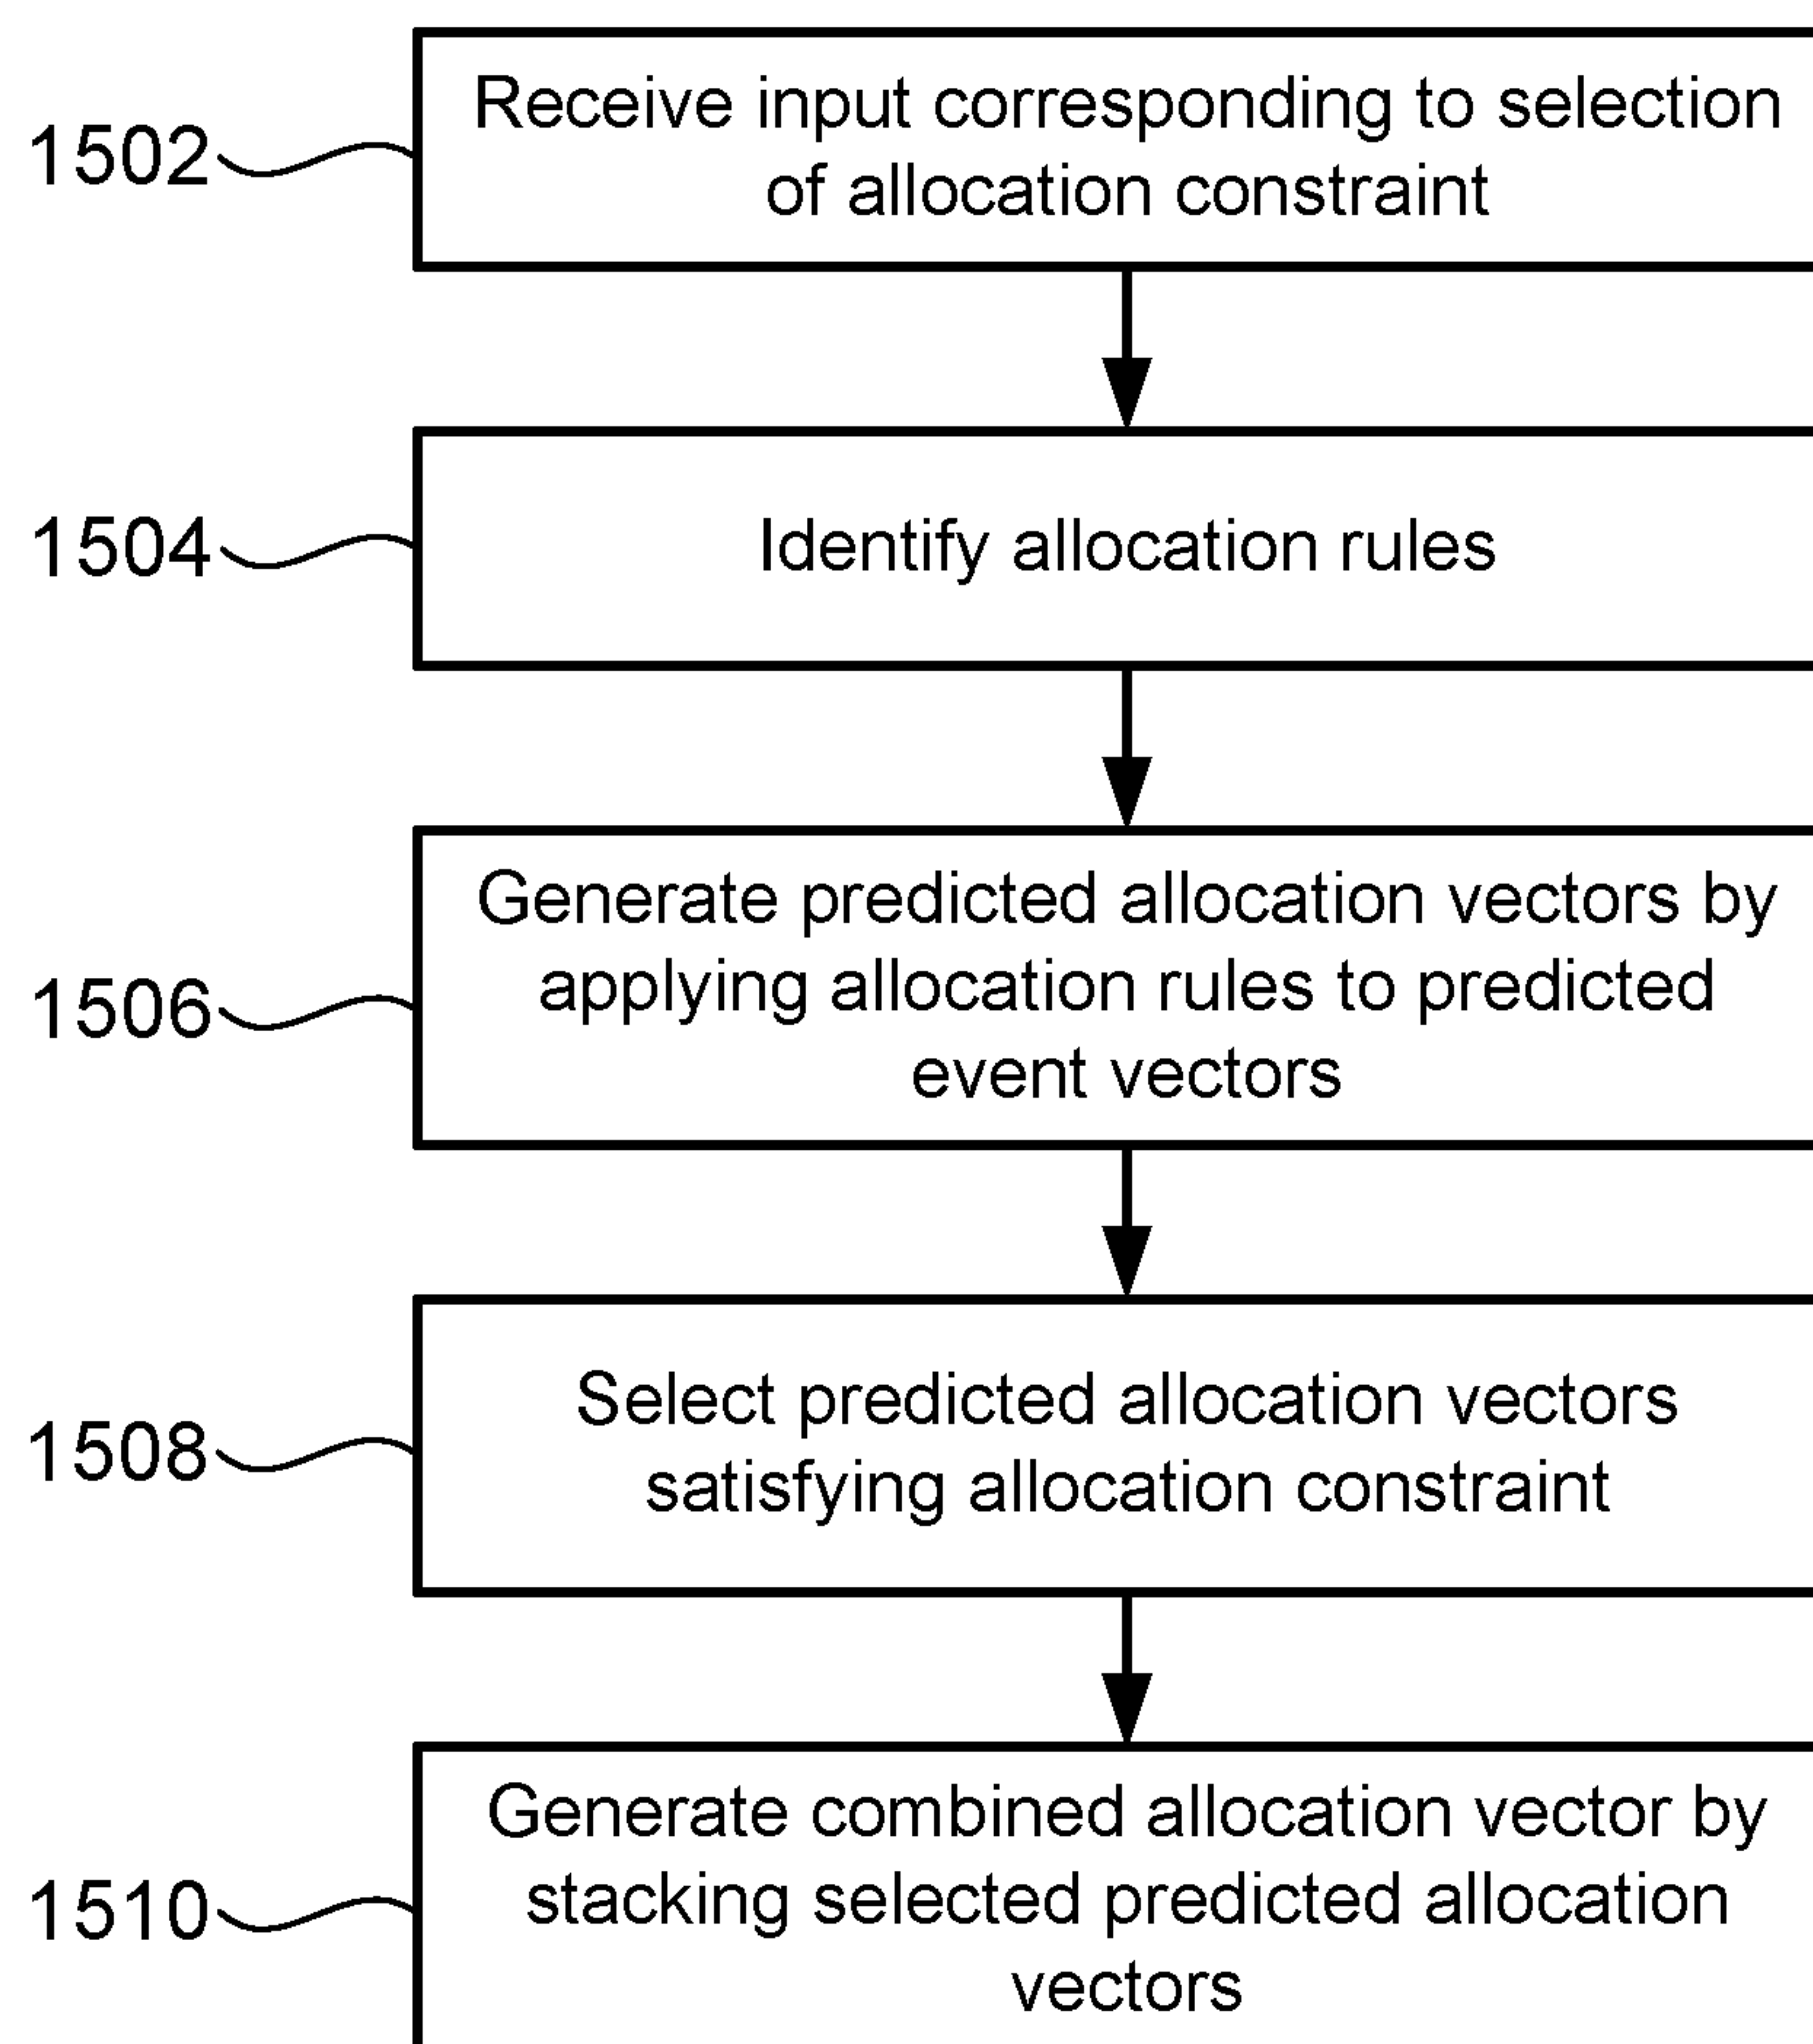 1502
Receive input corresponding to selection
of allocation constraint
1504
Identify allocation rules
1506
Generate predicted allocation vectors by
applying allocation rules to predicted
event vectors
1508
Select predicted allocation vectors
satisfying allocation constraint
1510
Generate combined allocation vector by
stacking selected predicted allocation
vectors